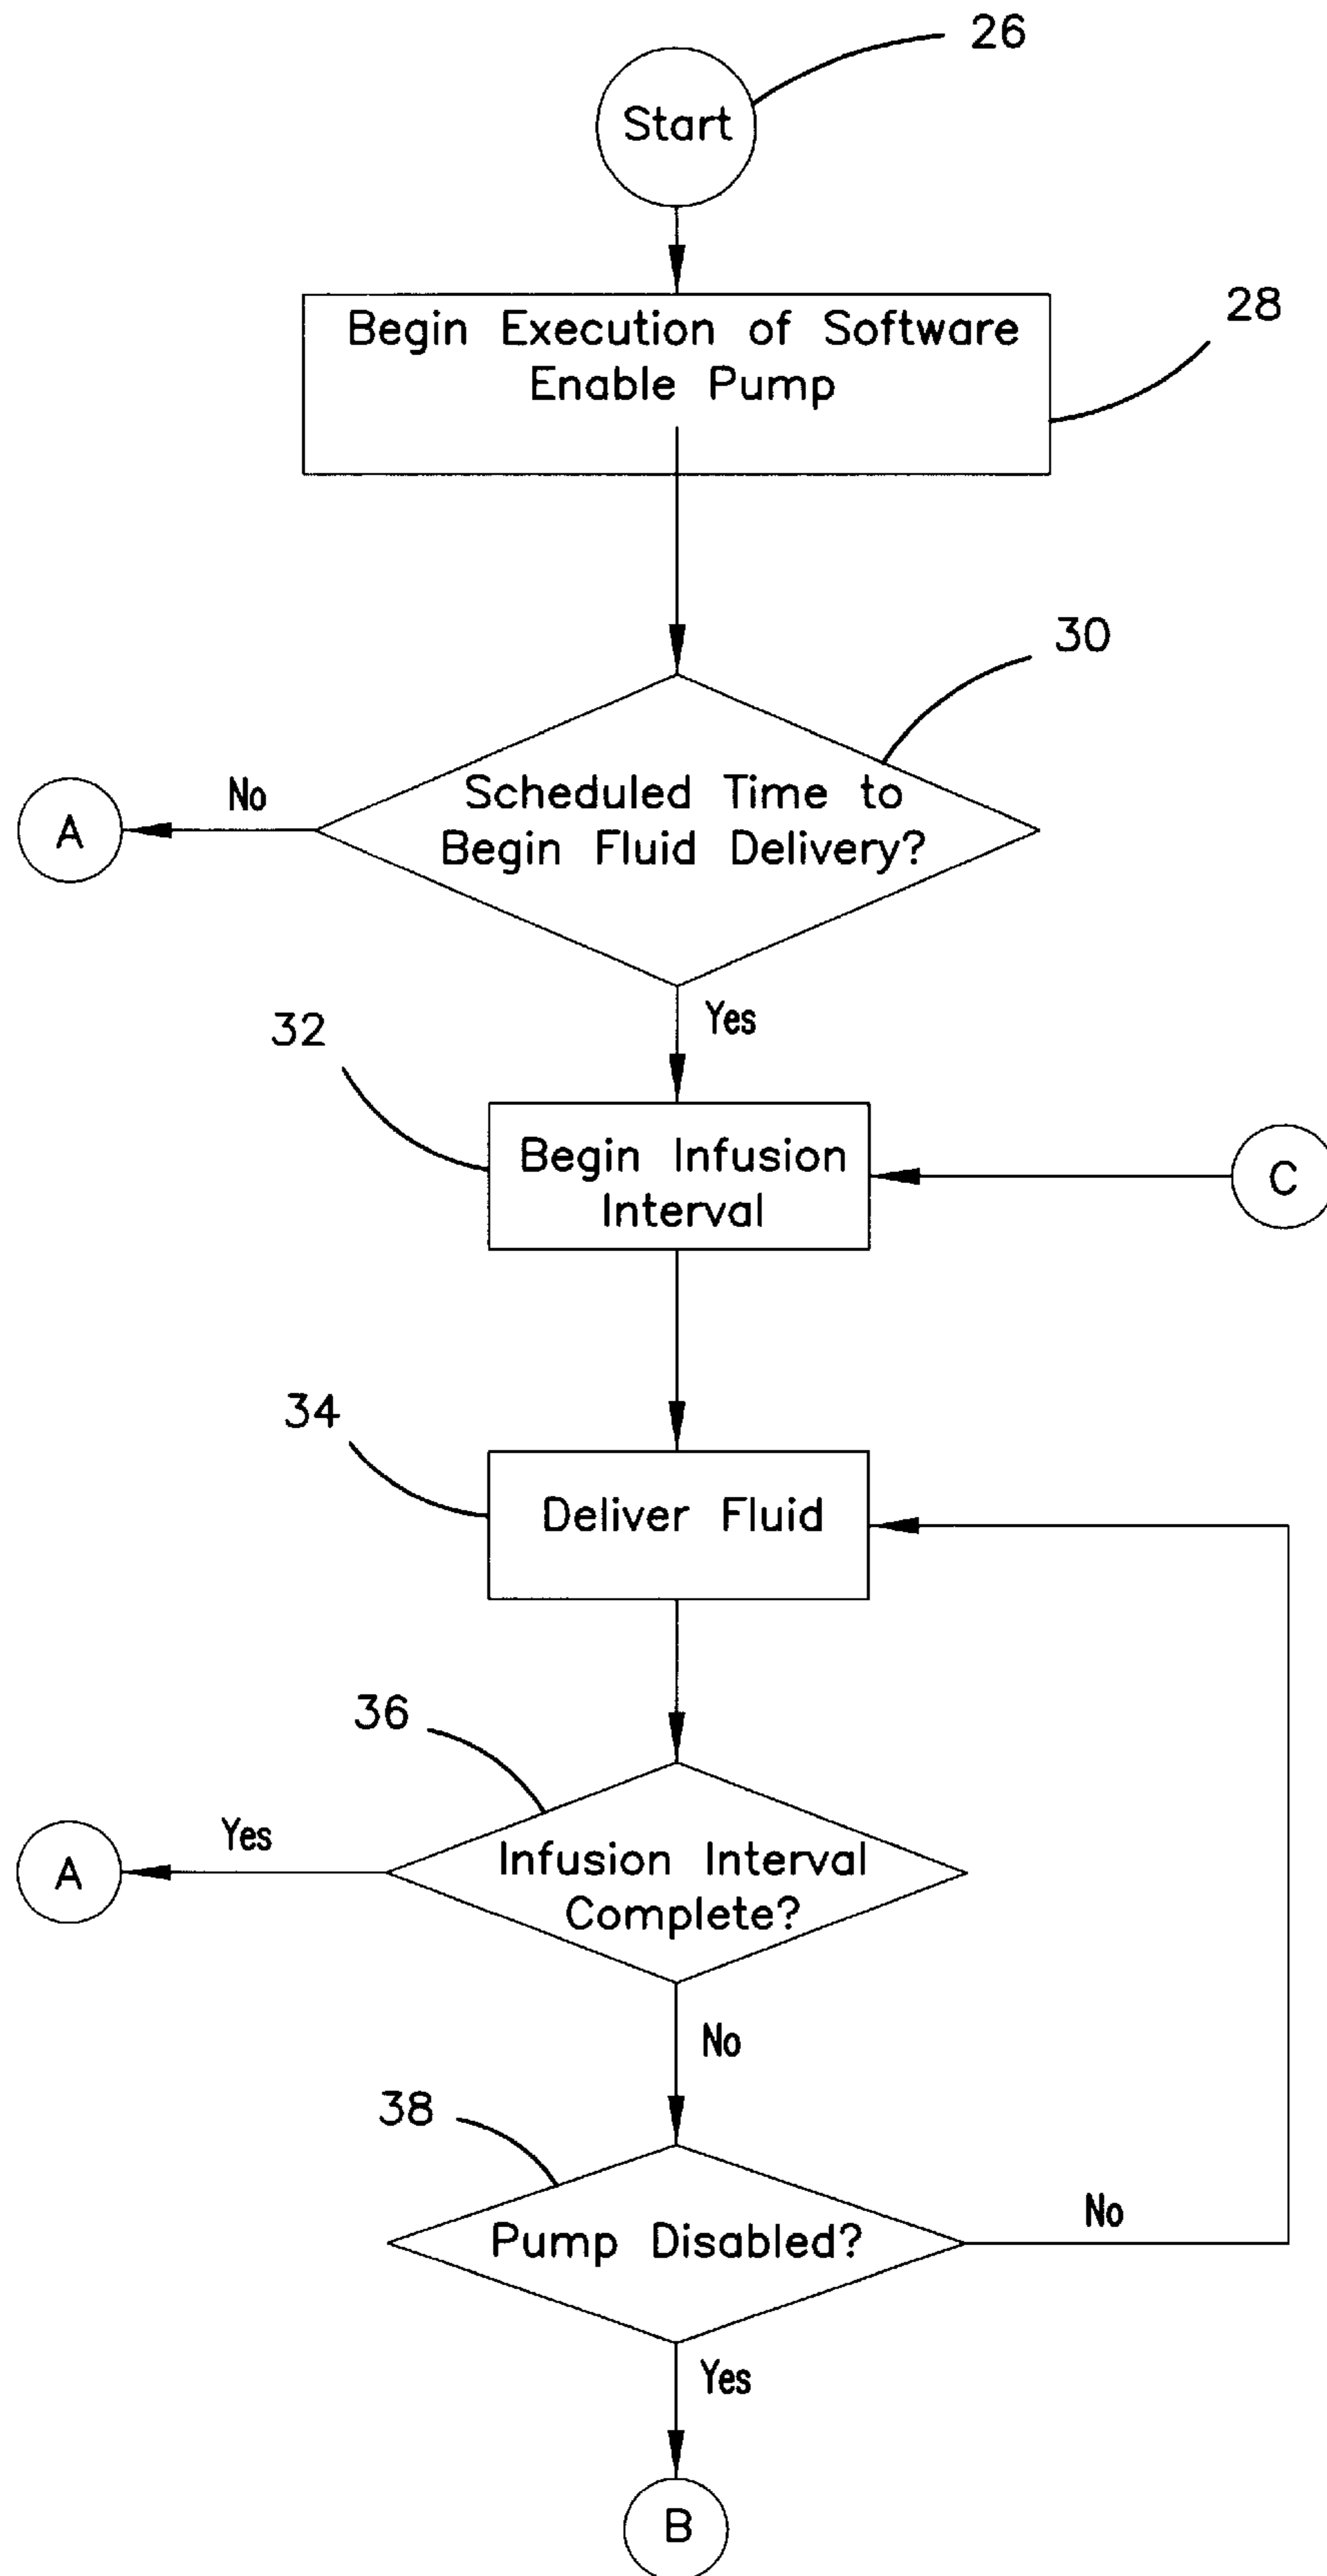 26
Start
28
Begin Execution of Software
Enable Pump
30
Scheduled Time to
Begin Fluid Delivery?
No
A
Yes
32
Begin Infusion
Interval
C
34
Deliver Fluid
36
Infusion Interval
Complete?
Yes
A
No
38
Pump Disabled?
No
Yes
B